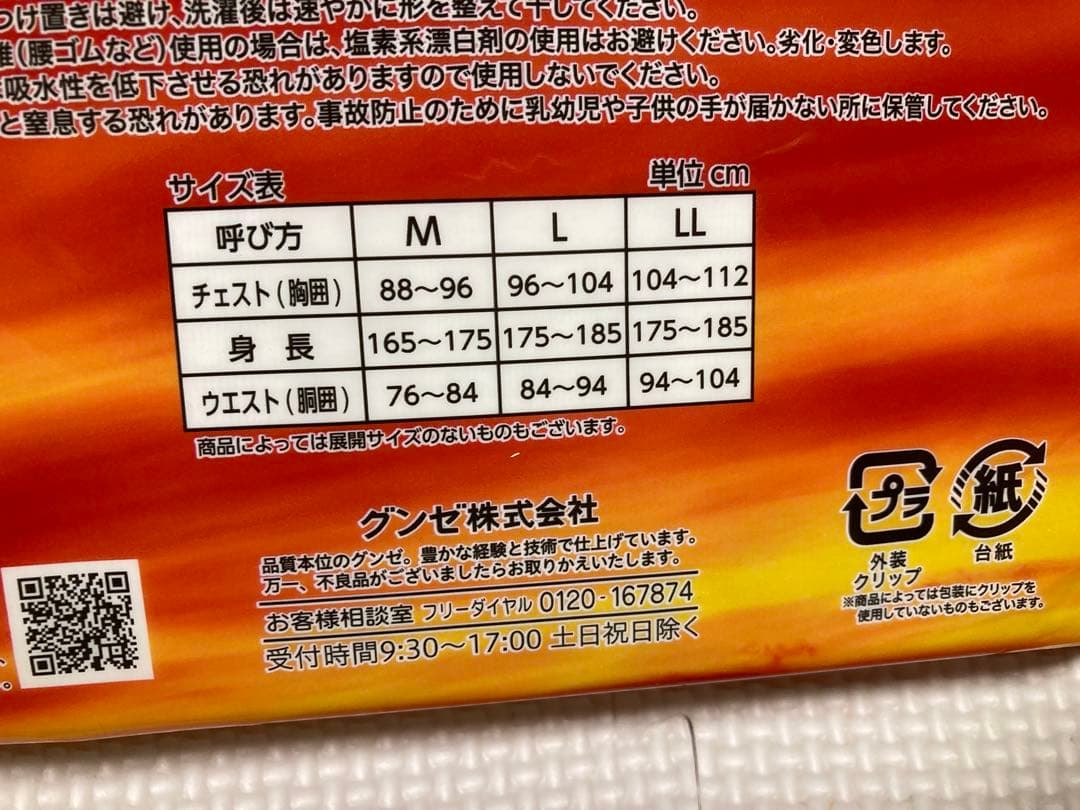 つけ置きは避け、洗濯後は速やかに形を整えて干してください。
(腰ゴムなど)使用の場合は、塩素系漂白剤の使用はお避けください。劣化・変色します。
吸水性を低下させる恐れがありますので使用しないでください。
と窒息する恐れがあります。事故防止のために乳幼児や子供の手が届かない所に保管してください。
サイズ表 単位 cm
呼び方 M L LL
チェスト(胸囲) 88〜96 96〜104 104〜112
身長 165〜175 175〜185 175〜185
ウエスト(胴囲) 76〜84 84〜94 94〜104
商品によっては展開サイズのないものもございます。
グンゼ株式会社
品質本位のグンゼ。豊かな経験と技術で仕上げています。
万一、不良品がございましたらお取りかえいたします。
お客様相談室 フリーダイヤル 0120-167874
受付時間9:30〜17:00 土日祝日除く
プラ
外装
クリップ
紙
台紙
※商品によっては包装にクリップを
使用していないものもございます。